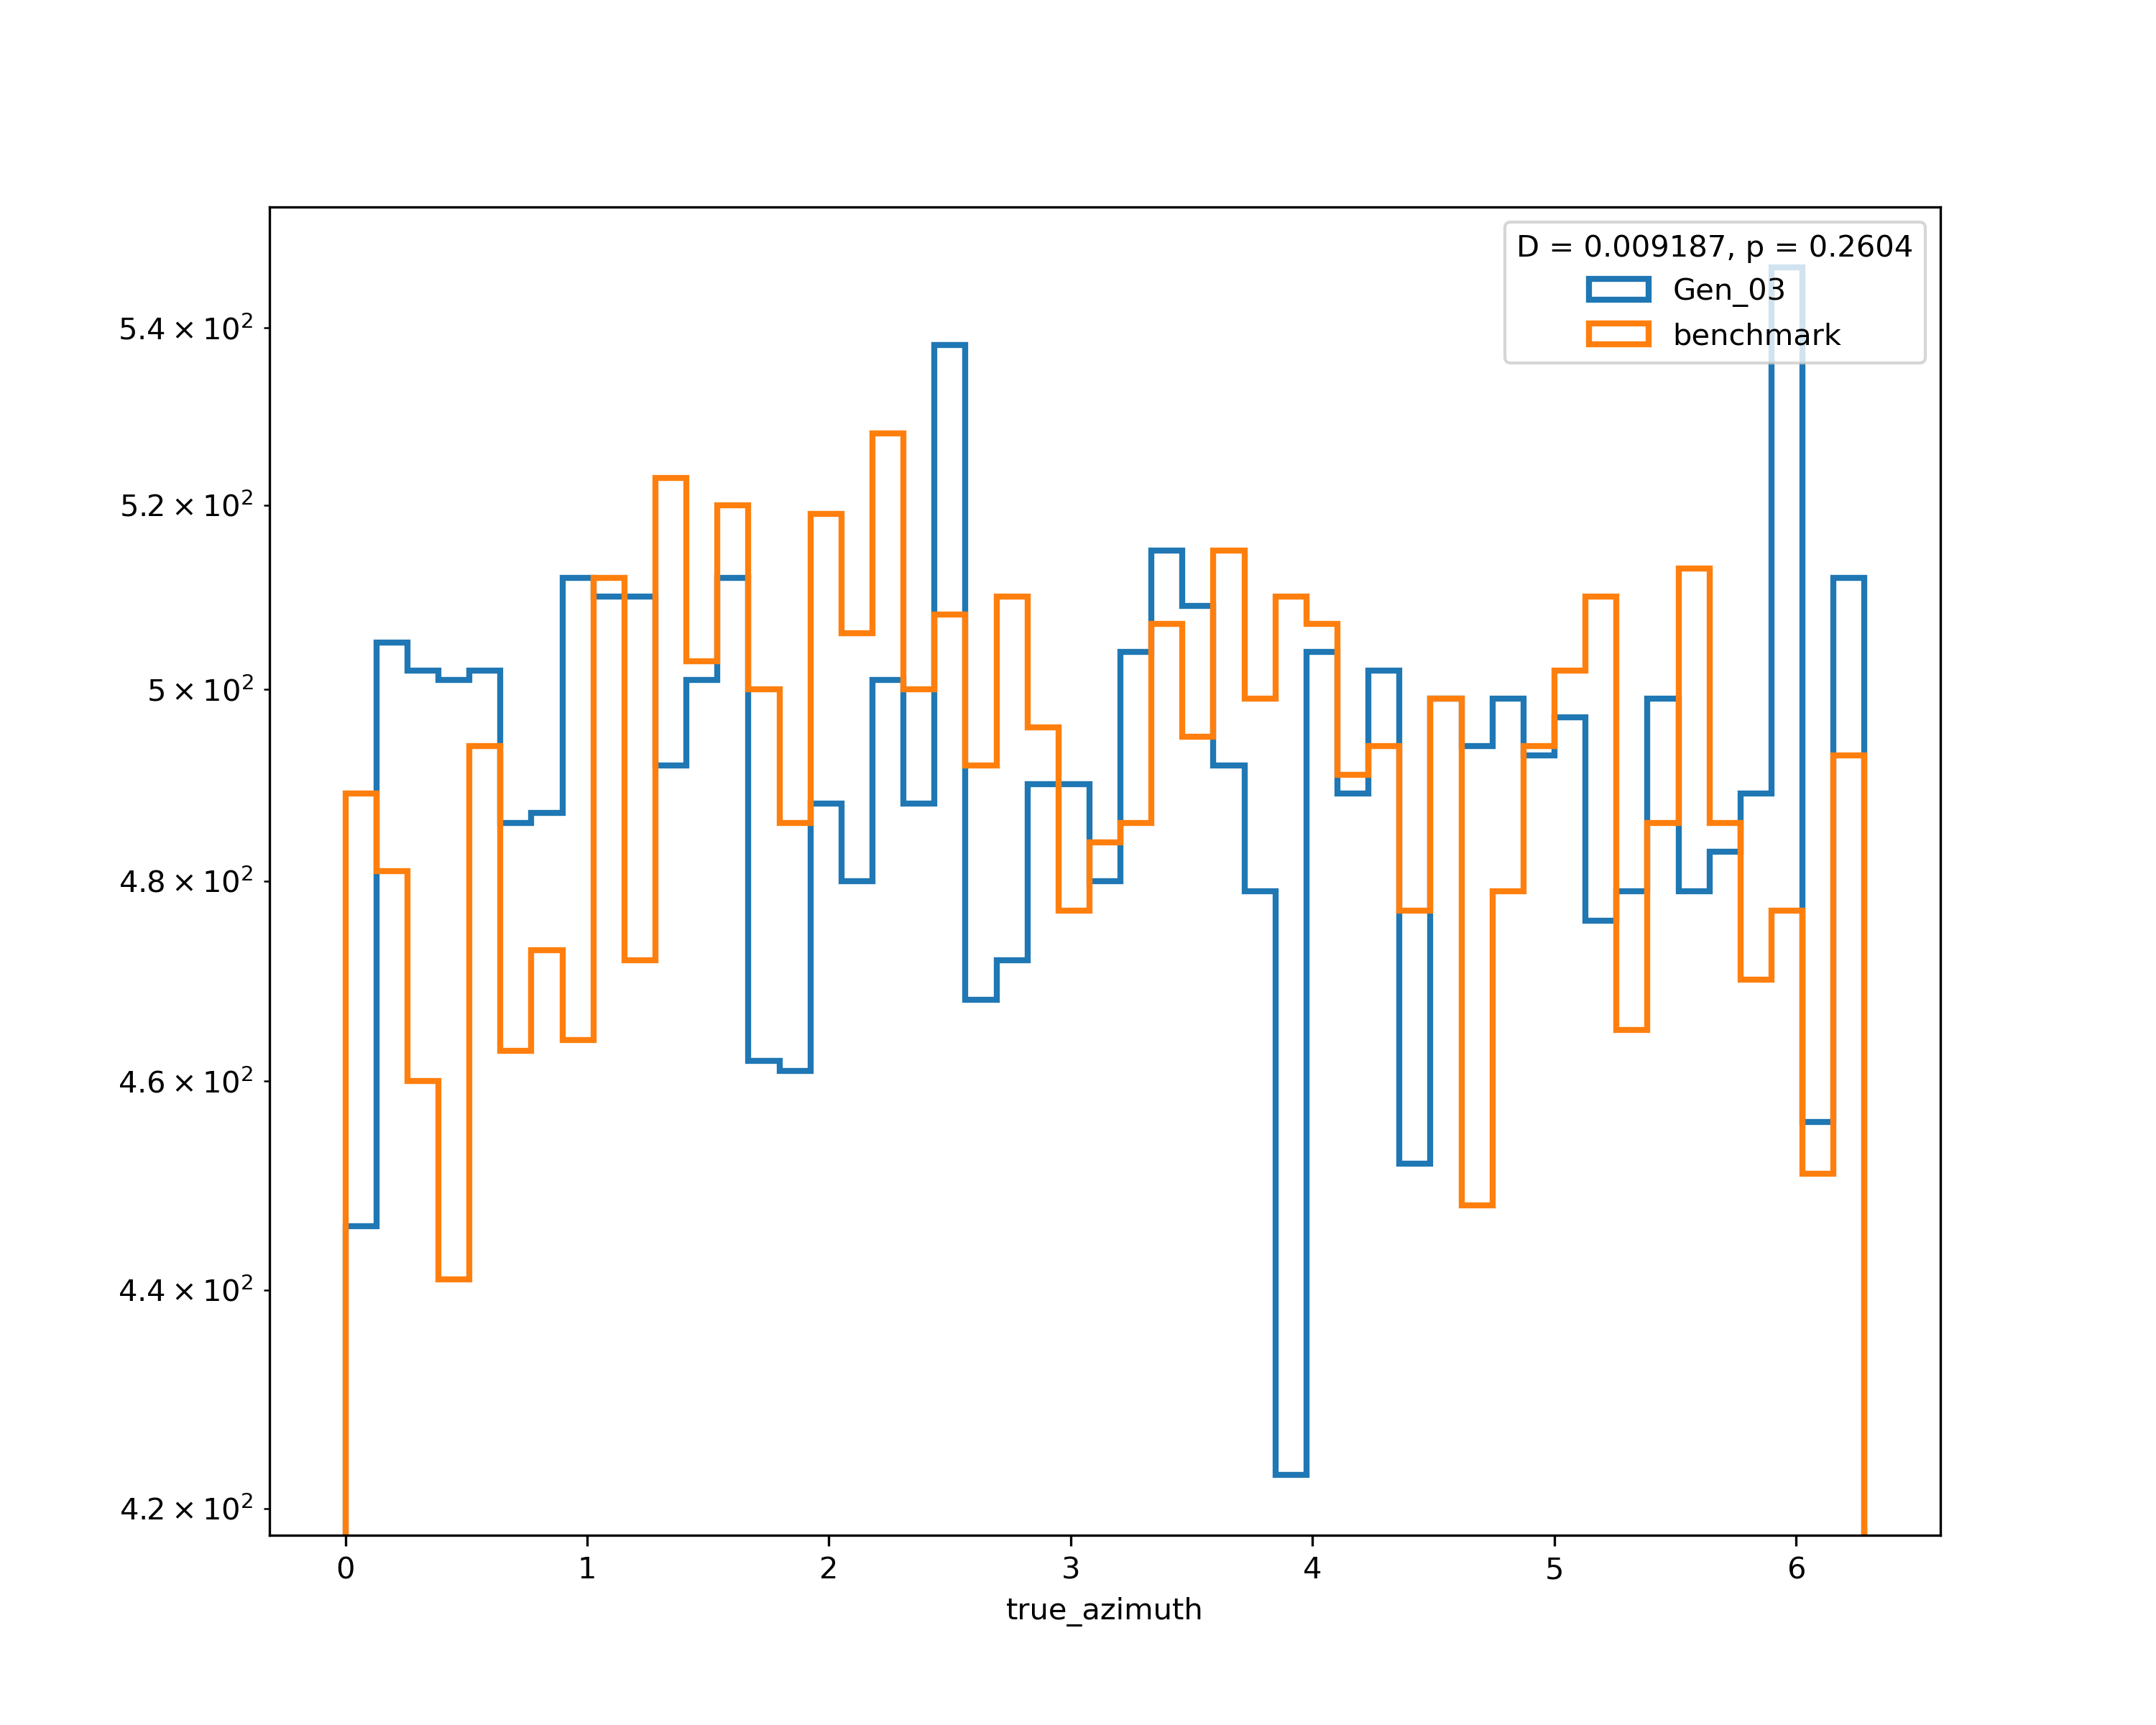 D = 0.009187, p = 0.2604
Gen_03
benchmark
5.4 × 10²
5.2 × 10²
5 × 10²
4.8 × 10²
4.6 × 10²
4.4 × 10²
4.2 × 10²
0 1 2 3 4 5 6
true_azimuth